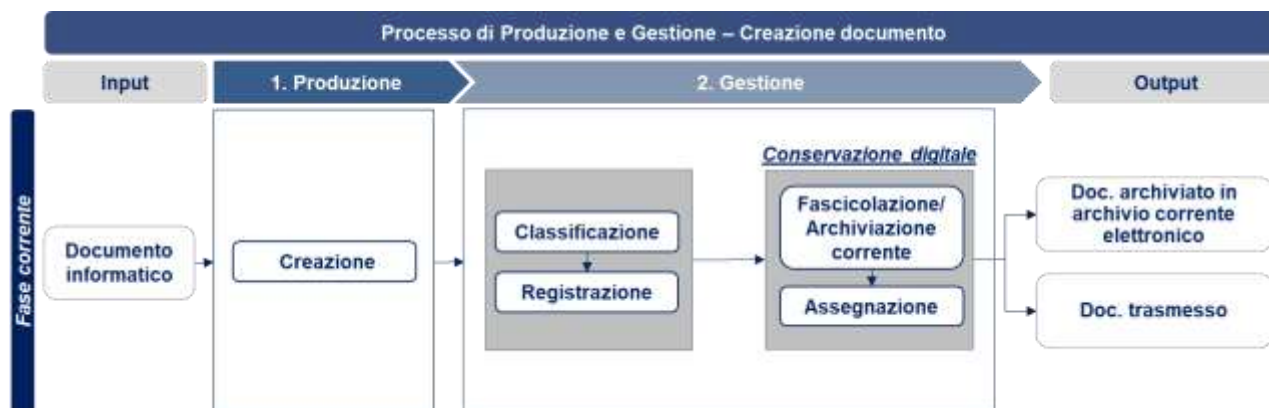 Processo di Produzione e Gestione – Creazione documento
Input
1. Produzione
2. Gestione
Output
Fase corrente
Documento
informatico
Creazione
Classificazione
Registrazione
Conservazione digitale
Fascicolazione/
Archiviazione
corrente
Assegnazione
Doc. archiviato in
archivio corrente
elettronico
Doc. trasmesso